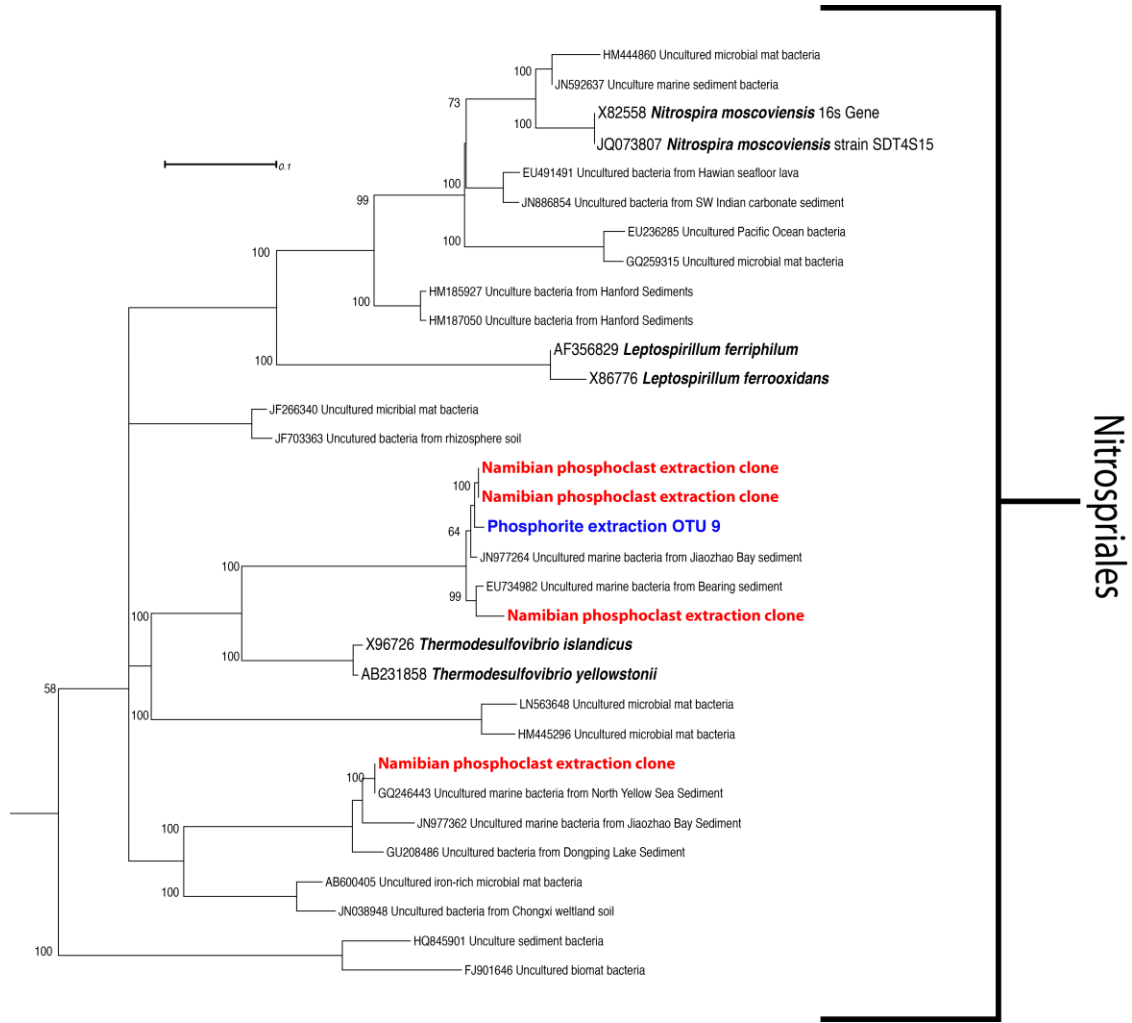 HM444860 Uncultured microbial mat bacteria
100
JN592637 Unculture marine sediment bacteria
73
X82558 Nitrospira moscoviensis 16s Gene
100
JQ073807 Nitrospira moscoviensis strain SDT4S15
0.1
EU491491 Uncultured bacteria from Hawian seafloor lava
100
99
JN886854 Uncultured bacteria from SW Indian carbonate sediment
EU236285 Uncultured Pacific Ocean bacteria
100
100
GQ259315 Uncultured microbial mat bacteria
HM185927 Unculture bacteria from Hanford Sediments
100
HM187050 Unculture bacteria from Hanford Sediments
AF356829 Leptospirillum ferriphilum
100
X86776 Leptospirillum ferrooxidans
JF266340 Uncultured micribial mat bacteria
JF703363 Uncutured bacteria from rhizosphere soil
Namibian phosphoclast extraction clone
100
Namibian phosphoclast extraction clone
Phosphorite extraction OTU 9
64
JN977264 Uncultured marine bacteria from Jiaozhao Bay sediment
100
EU734982 Uncultured marine bacteria from Bearing sediment
99
Namibian phosphoclast extraction clone
100
X96726 Thermodesulfovibrio islandicus
100
AB231858 Thermodesulfovibrio yellowstonii
58
LN563648 Uncultured microbial mat bacteria
100
HM445296 Uncultured microbial mat bacteria
Namibian phosphoclast extraction clone
100
GQ246443 Uncultured marine bacteria from North Yellow Sea Sediment
JN977362 Uncultured marine bacteria from Jiaozhao Bay Sediment
100
GU208486 Uncultured bacteria from Dongping Lake Sediment
AB600405 Uncultured iron-rich microbial mat bacteria
100
JN038948 Uncultured bacteria from Chongxi weltland soil
HQ845901 Unculture sediment bacteria
100
FJ901646 Uncultured biomat bacteria
Nitrospriales